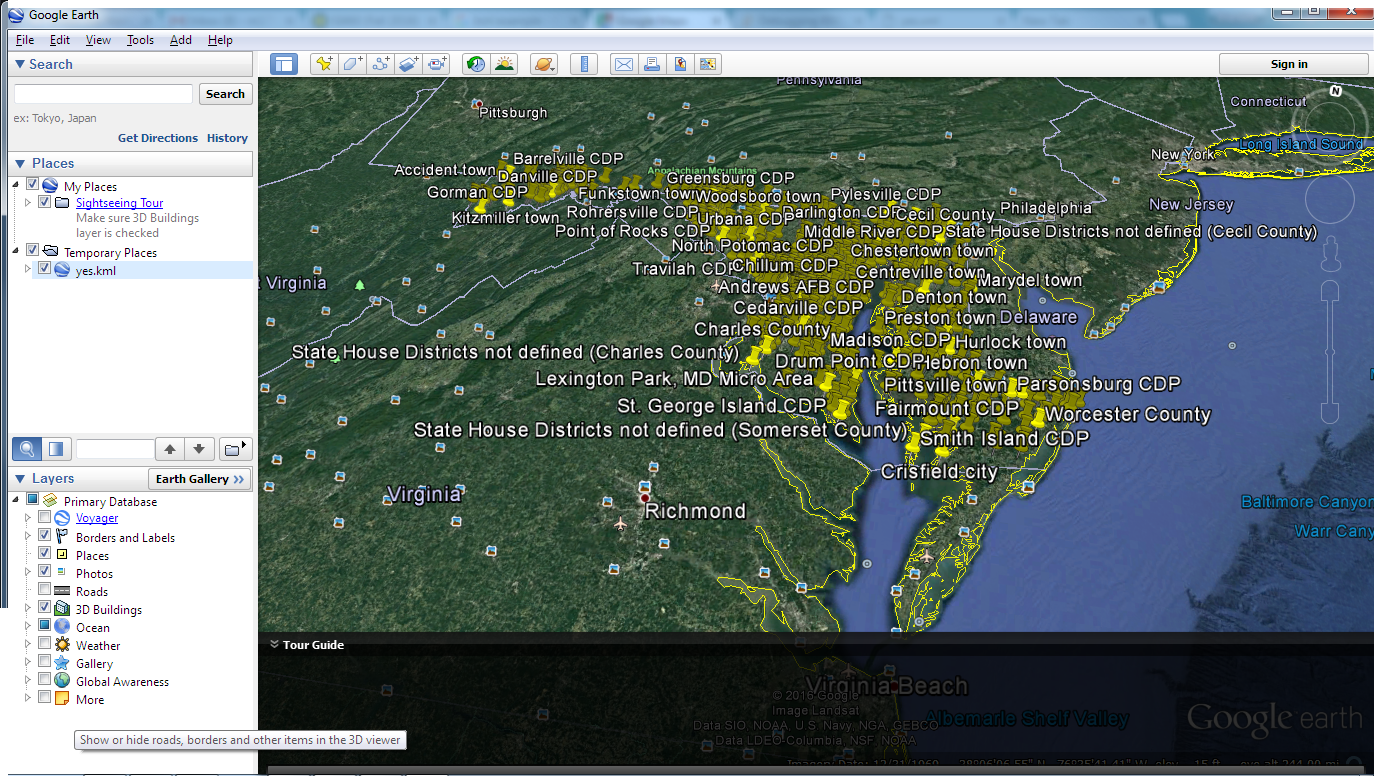 Google Earth
File Edit View Tools Add Help
Search
Search
ex: Tokyo, Japan
Get Directions History
Places
My Places
Sightseeing Tour
Make sure 3D Buildings
layer is checked
Temporary Places
yes.kml
Layers
Earth Gallery >>
Primary Database
Voyager
Borders and Labels
Places
Photos
Roads
3D Buildings
Ocean
Weather
Gallery
Global Awareness
More
Show or hide roads, borders and other items in the 3D viewer
Sign in
Pennsylvania
N
Connecticut
Pittsburgh
Long Island Sound
New York
Barrelville CDP
Accident town
Appalachian Mountains
Danville CDP
Greensburg CDP
Gorman CDP
Funkstown town
Woodsboro town
Pylesville CDP
New Jersey
Philadelphia
Kitzmiller town
Rohrersville CDP
Urbana CDP
Darlington CDP
Cecil County
Point of Rocks CDP
Middle River CDP
State House Districts not defined (Cecil County)
North Potomac CDP
Chestertown town
Travilah CDP
Chillum CDP
Centreville town
Marydel town
Virginia
Andrews AFB CDP
Denton town
Cedarville CDP
Preston town
Delaware
Charles County
Madison CDP
Hurlock town
State House Districts not defined (Charles County)
Drum Point CDP
Hebron town
Lexington Park, MD Micro Area
Pittsville town
Parsonsburg CDP
St. George Island CDP
Fairmount CDP
Worcester County
State House Districts not defined (Somerset County)
Smith Island CDP
Crisfield city
Virginia
Richmond
Baltimore Canyon
Warr Cany
Tour Guide
Virginia Beach
© 2016 Google
Image Landsat
Albemarle Shelf Valley
Data SIO, NOAA, U.S. Navy, NGA, GEBCO
Data LDEO-Columbia, NSF, NOAA
Google earth